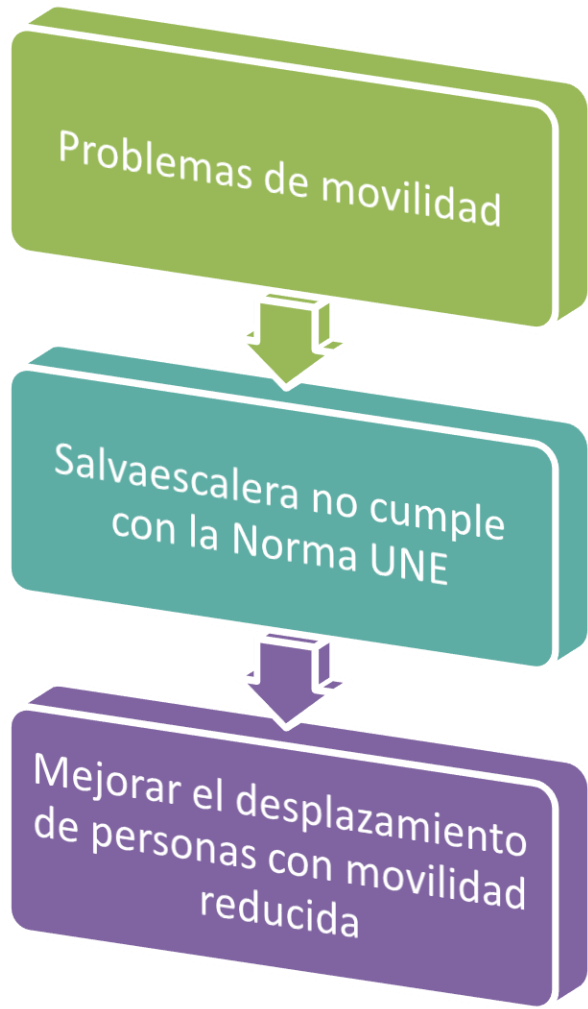 Problemas de movilidad
Salvaescalera no cumple
con la Norma UNE
Mejorar el desplazamiento
de personas con movilidad
reducida